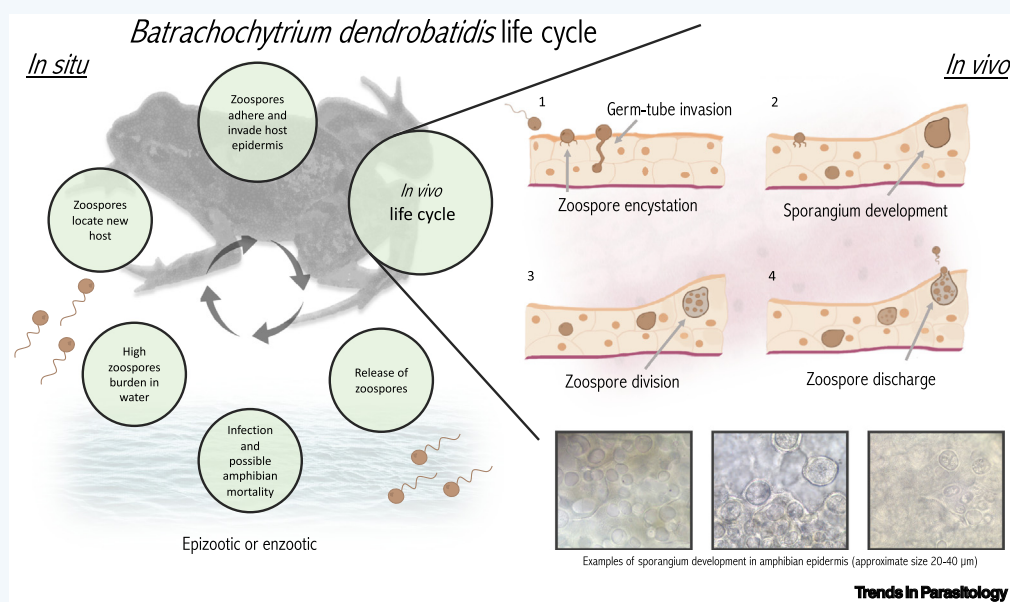 Batrachochytrium dendrobatidis life cycle
In situ
Zoospores
adhere and
invade host
epidermis
In vivo
life cycle
Zoospores
locate new
host
High
zoospores
burden in
water
Release of
zoospores
Infection
and
possible
amphibian
mortality
Epizootic or enzootic
In vivo
1
Germ-tube invasion
Zoospore encystation
2
Sporangium development
3
Zoospore division
4
Zoospore discharge
Examples of sporangium development in amphibian epidermis (approximate size 20-40 μm)
Trends in Parasitology